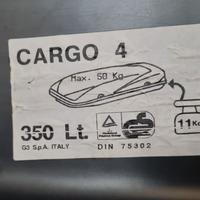 CARGO 4
Max. 50 Kg
11 Kg
350 Lt.
G3 S.p.A. ITALY
DIN 75302